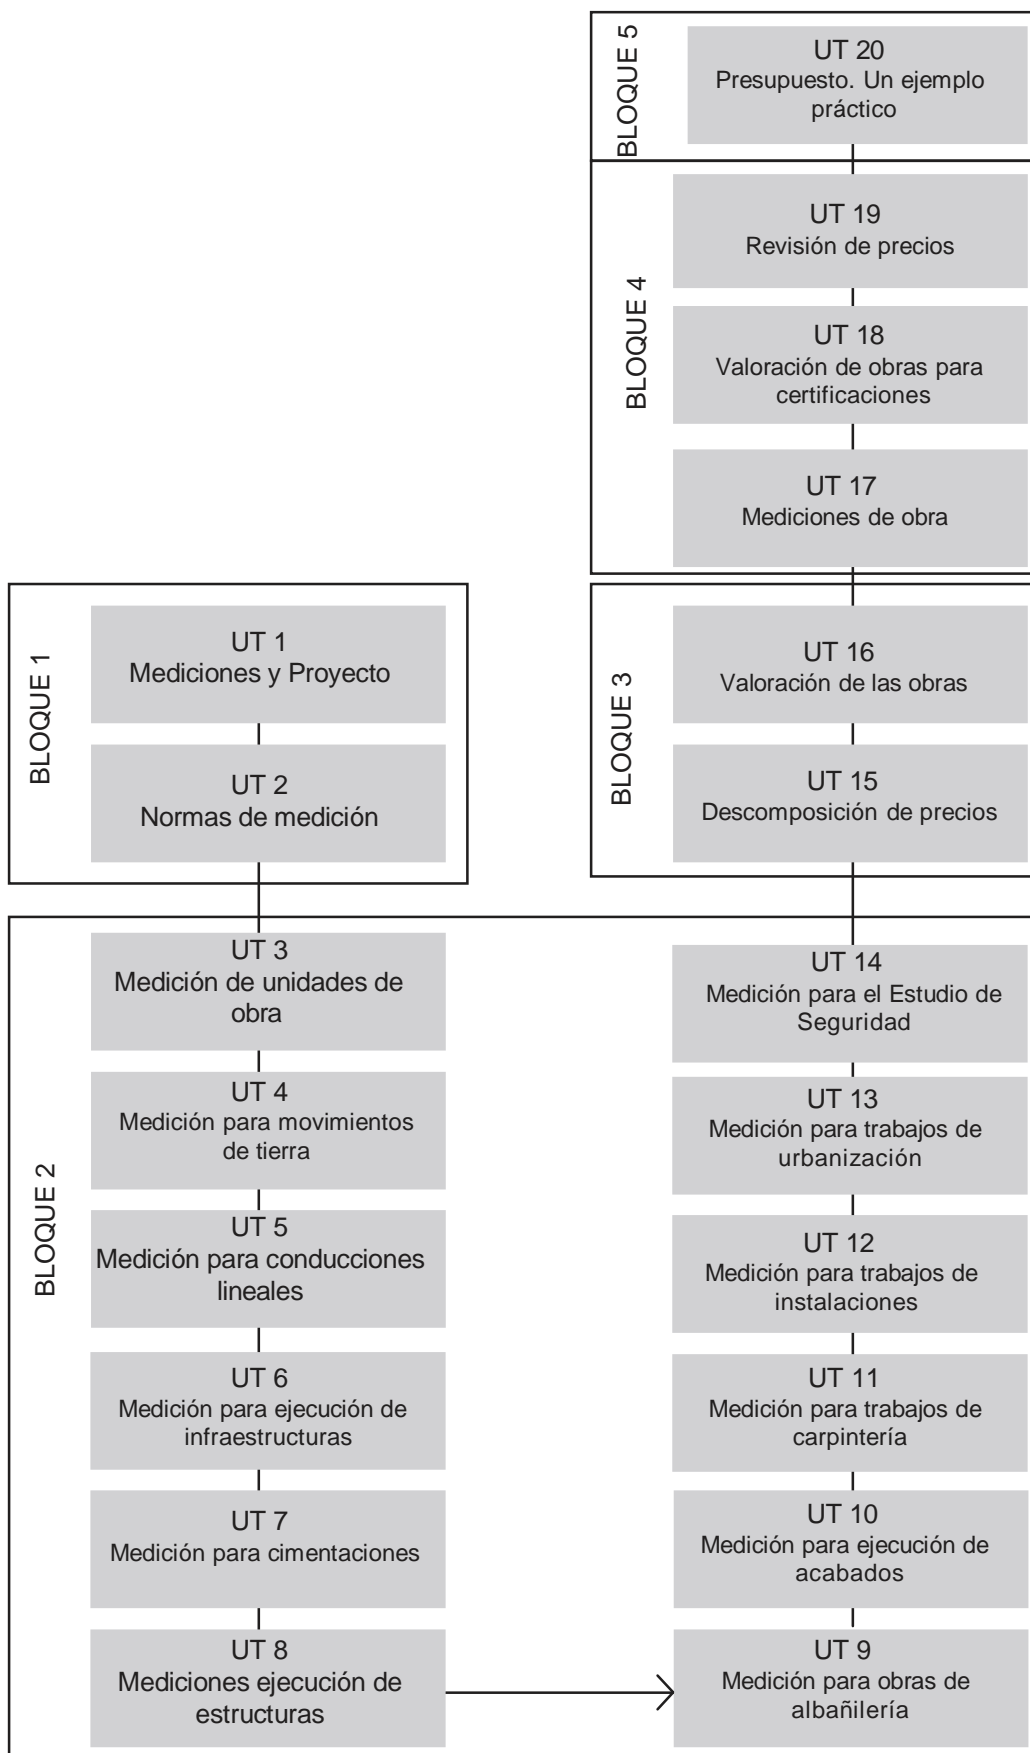 BLOQUE 5
UT 20
Presupuesto. Un ejemplo
práctico
BLOQUE 4
UT 19
Revisión de precios
UT 18
Valoración de obras para
certificaciones
UT 17
Mediciones de obra
BLOQUE 1
UT 1
Mediciones y Proyecto
UT 2
Normas de medición
BLOQUE 3
UT 16
Valoración de las obras
UT 15
Descomposición de precios
BLOQUE 2
UT 3
Medición de unidades de
obra
UT 4
Medición para movimientos
de tierra
UT 5
Medición para conducciones
lineales
UT 6
Medición para ejecución de
infraestructuras
UT 7
Medición para cimentaciones
UT 8
Mediciones ejecución de
estructuras
UT 14
Medición para el Estudio de
Seguridad
UT 13
Medición para trabajos de
urbanización
UT 12
Medición para trabajos de
instalaciones
UT 11
Medición para trabajos de
carpintería
UT 10
Medición para ejecución de
acabados
UT 9
Medición para obras de
albañilería